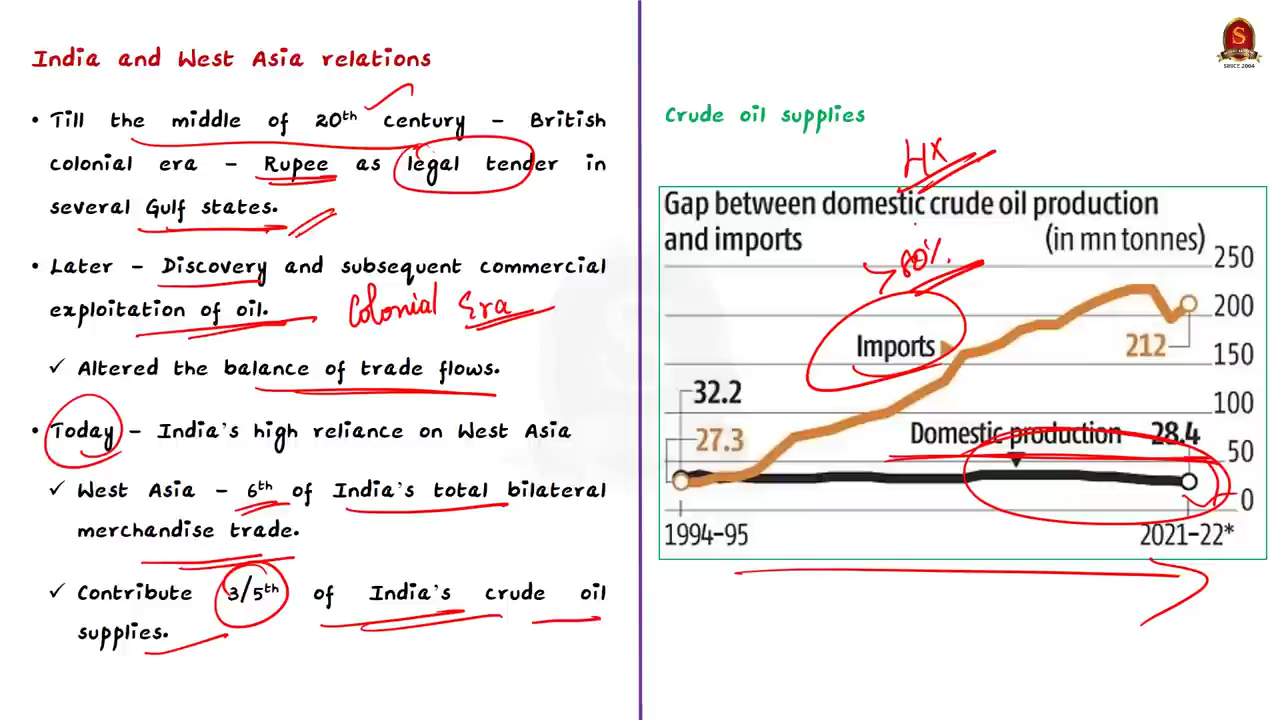 India and West Asia relations
• Till the middle of 20th century - British
colonial era - Rupee as legal tender in
several Gulf states.
• Later - Discovery and subsequent commercial
exploitation of oil.
Colonial Era
✓ Altered the balance of trade flows.
• Today - India's high reliance on West Asia
✓ West Asia - 6th of India's total bilateral
merchandise trade.
✓ Contribute 3/5th of India's crude oil
supplies.
S
SINCE 2004
Crude oil supplies
4x
Gap between domestic crude oil production
and imports (in mn tonnes)
>80%
250
200
Imports
212
150
32.2
100
27.3
Domestic production 28.4
50
0
1994-95 2021-22*